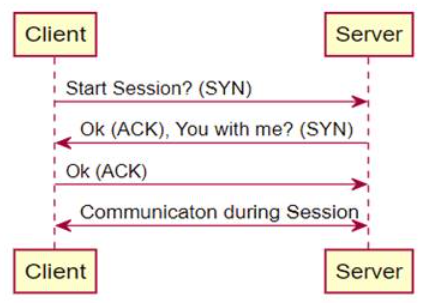 Client
Server
Start Session? (SYN)
Ok (ACK), You with me? (SYN)
Ok (ACK)
Communicaton during Session
Client
Server